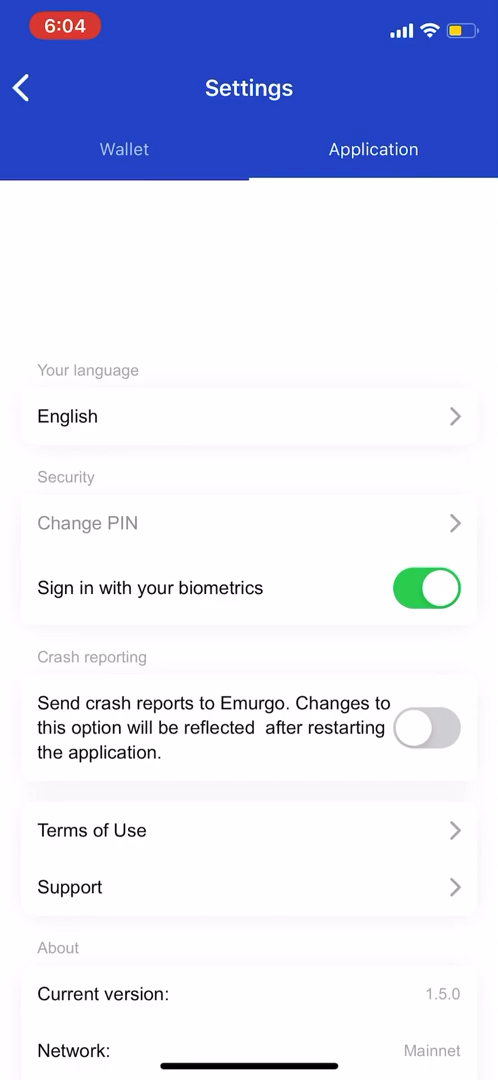 6:04
Settings
Wallet
Application
Your language
English
Security
Change PIN
Sign in with your biometrics
Crash reporting
Send crash reports to Emurgo. Changes to
this option will be reflected  after restarting
the application.
Terms of Use
Support
About
Current version:
1.5.0
Network:
Mainnet